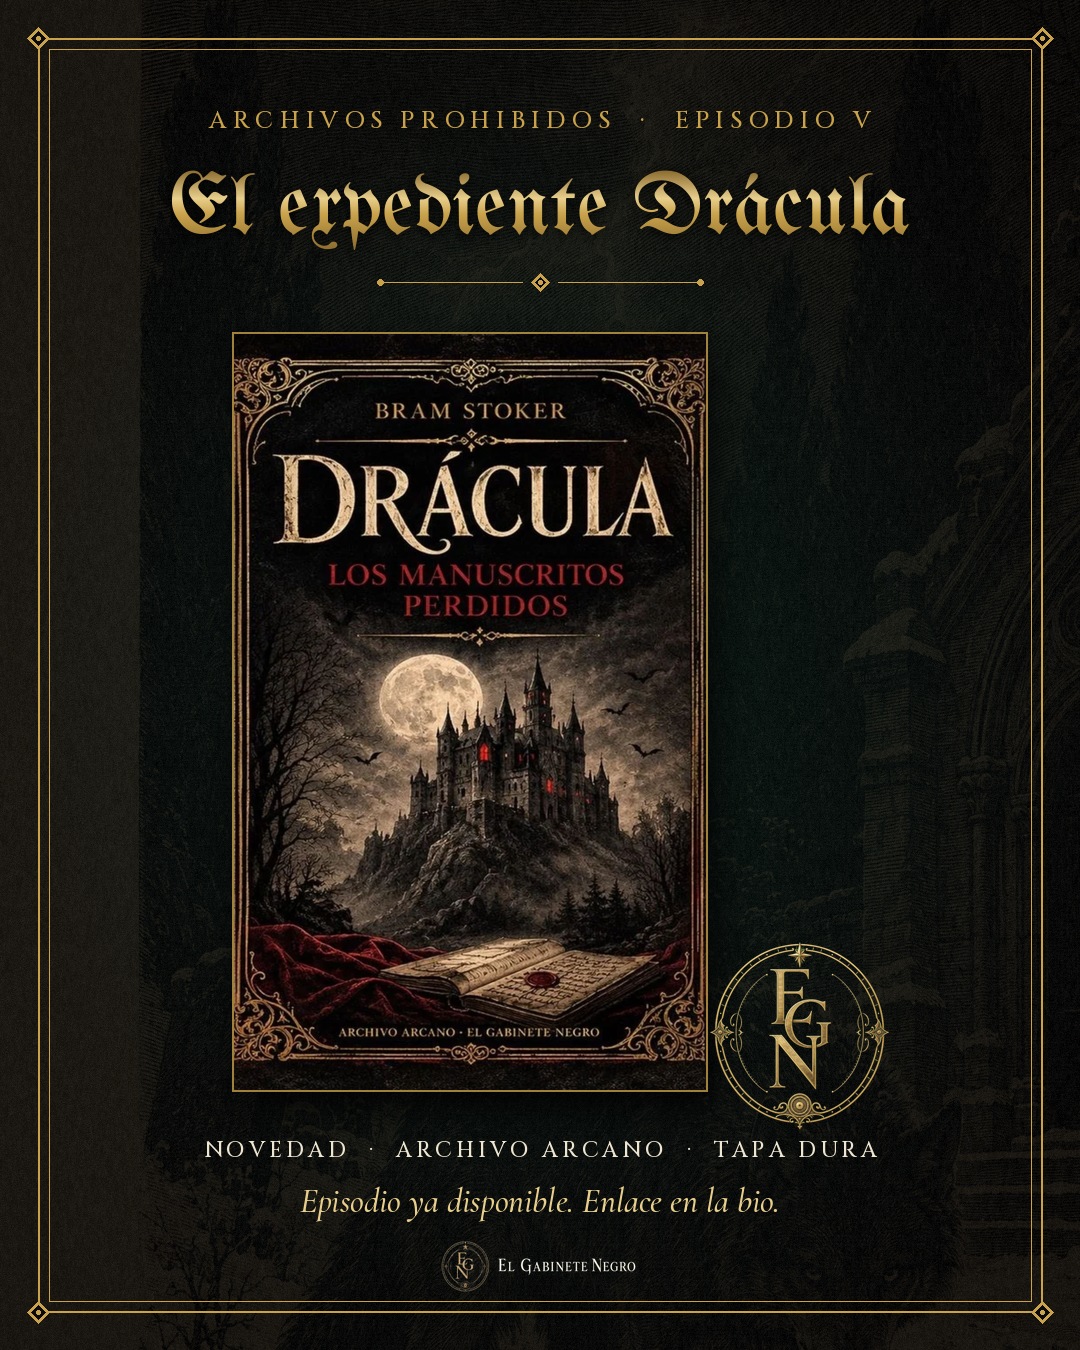 ARCHIVOS PROHIBIDOS · EPISODIO V
El expediente Drácula
BRAM STOKER
DRÁCULA
LOS MANUSCRITOS
PERDIDOS
ARCHIVO ARCANO · EL GABINETE NEGRO
EGN
NOVEDAD · ARCHIVO ARCANO · TAPA DURA
Episodio ya disponible. Enlace en la bio.
EGN
EL GABINETE NEGRO